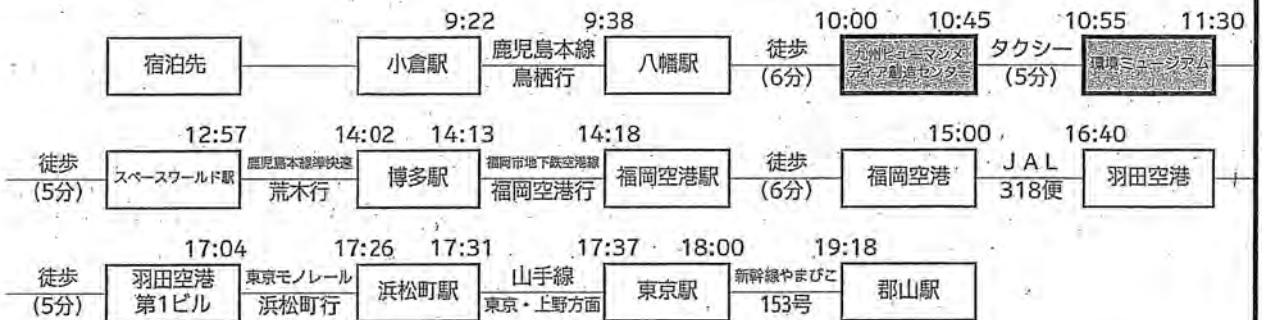 9:22 9:38 10:00 10:45 10:55 11:30
宿泊先 小倉駅 鹿児島本線 八幡駅 徒歩 九州ヒューマンメ タクシー 環境ミュージアム
鳥栖行 (6分) ディア創造センター (5分)
12:57 14:02 14:13 14:18 15:00 16:40
徒歩 スペースワールド駅 鹿児島本線準快速 博多駅 福岡市地下鉄空港線 福岡空港駅 徒歩 福岡空港 JAL 羽田空港
(5分) 荒木行 福岡空港行 (6分) 318便
17:04 17:26 17:31 17:37 18:00 19:18
徒歩 羽田空港 東京モノレール 浜松町駅 山手線 東京駅 新幹線やまびこ 郡山駅
(5分) 第1ビル 浜松町行 東京・上野方面 153号